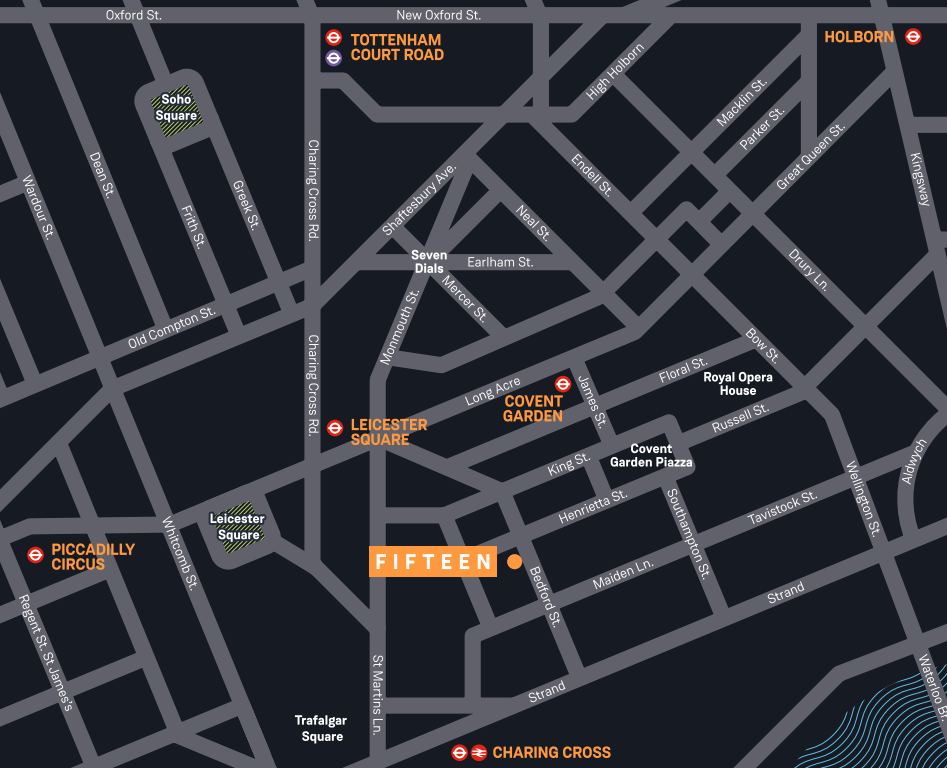 Oxford St.
New Oxford St.
TOTTENHAM
COURT ROAD
HOLBORN
High Holborn
Soho
Square
Macklin St.
Parker St.
Great Queen St.
Kingsway
Wardour St.
Dean St.
Frith St.
Greek St.
Charing Cross Rd.
Shaftesbury Ave.
Endell St.
Neal St.
Seven
Dials
Earlham St.
Mercer St.
Monmouth St.
Drury Ln.
Old Compton St.
Charing Cross Rd.
Bow St.
Long Acre
COVENT
GARDEN
James St.
Floral St.
Royal Opera
House
Russell St.
LEICESTER
SQUARE
King St.
Covent
Garden Piazza
Aldwych
Henrietta St.
Southampton St.
Tavistock St.
Wellington St.
Leicester
Square
Whitcomb St.
PICCADILLY
CIRCUS
FIFTEEN
Bedford St.
Maiden Ln.
Strand
Regent St. St James's
St Martins Ln.
Strand
Waterloo B
Trafalgar
Square
CHARING CROSS